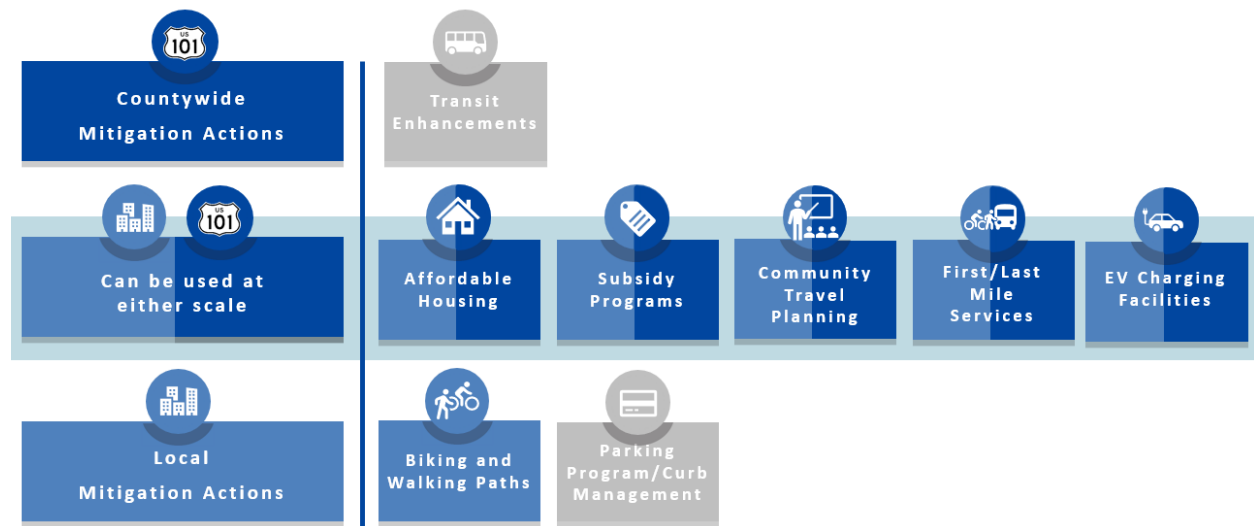 US
101
Countywide
Mitigation Actions
Transit
Enhancements
US
101
Can be used at
either scale
Affordable
Housing
Subsidy
Programs
Community
Travel
Planning
First/Last
Mile
Services
EV Charging
Facilities
Local
Mitigation Actions
Biking and
Walking Paths
Parking
Program/Curb
Management